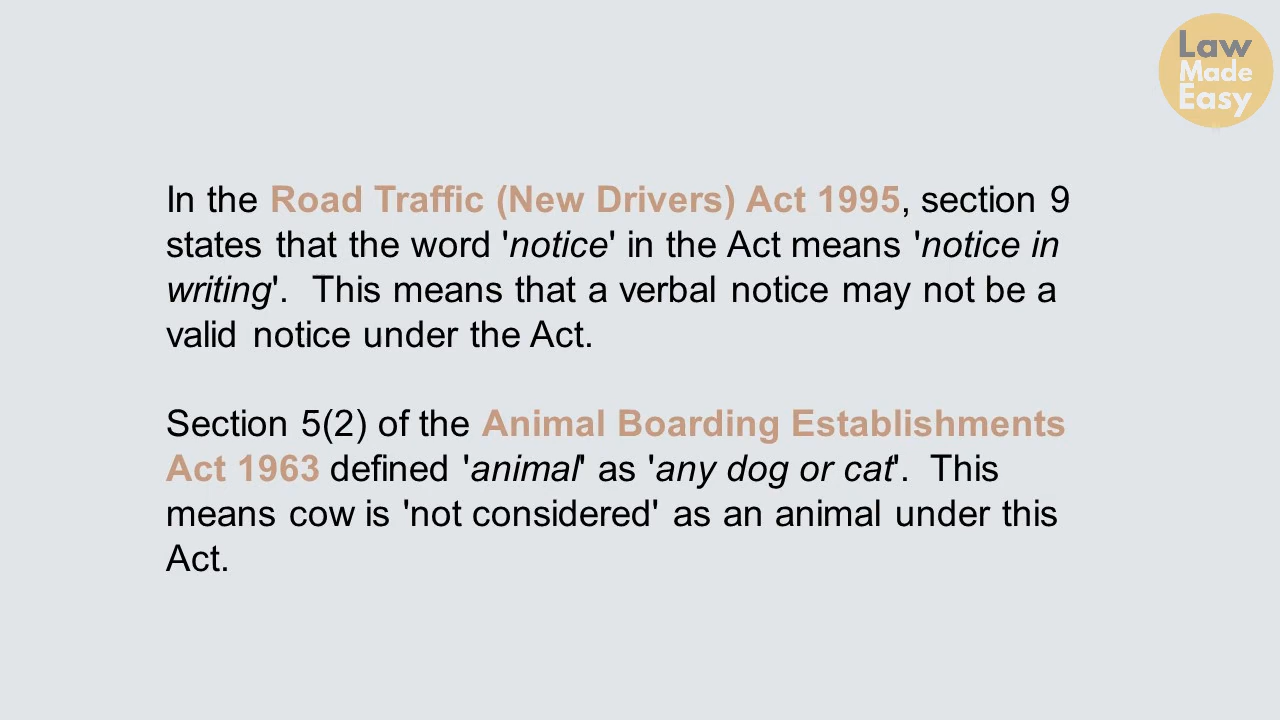 Law
Made
Easy
In the Road Traffic (New Drivers) Act 1995, section 9
states that the word 'notice' in the Act means 'notice in
writing'.  This means that a verbal notice may not be a
valid notice under the Act.
Section 5(2) of the Animal Boarding Establishments
Act 1963 defined 'animal' as 'any dog or cat'.  This
means cow is 'not considered' as an animal under this
Act.